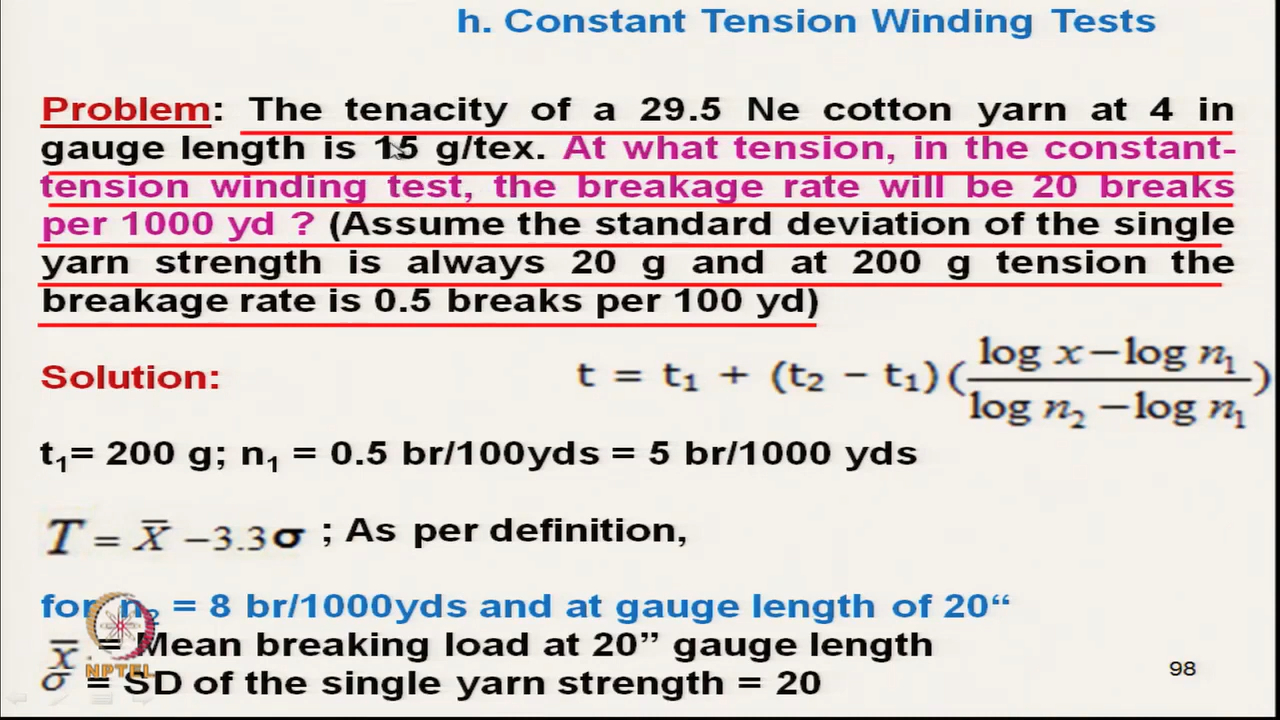 h. Constant Tension Winding Tests
Problem: The tenacity of a 29.5 Ne cotton yarn at 4 in
gauge length is 15 g/tex. At what tension, in the constant-
tension winding test, the breakage rate will be 20 breaks
per 1000 yd ? (Assume the standard deviation of the single
yarn strength is always 20 g and at 200 g tension the
breakage rate is 0.5 breaks per 100 yd)
Solution:
t = t₁ + (t₂ − t₁)(log x − log n₁ / log n₂ − log n₁)
t₁= 200 g; n₁ = 0.5 br/100yds = 5 br/1000 yds
T = X̄ −3.3σ ; As per definition,
for n₂ = 8 br/1000yds and at gauge length of 20“
x̄ = Mean breaking load at 20” gauge length
σ = SD of the single yarn strength = 20
NPTEL
98